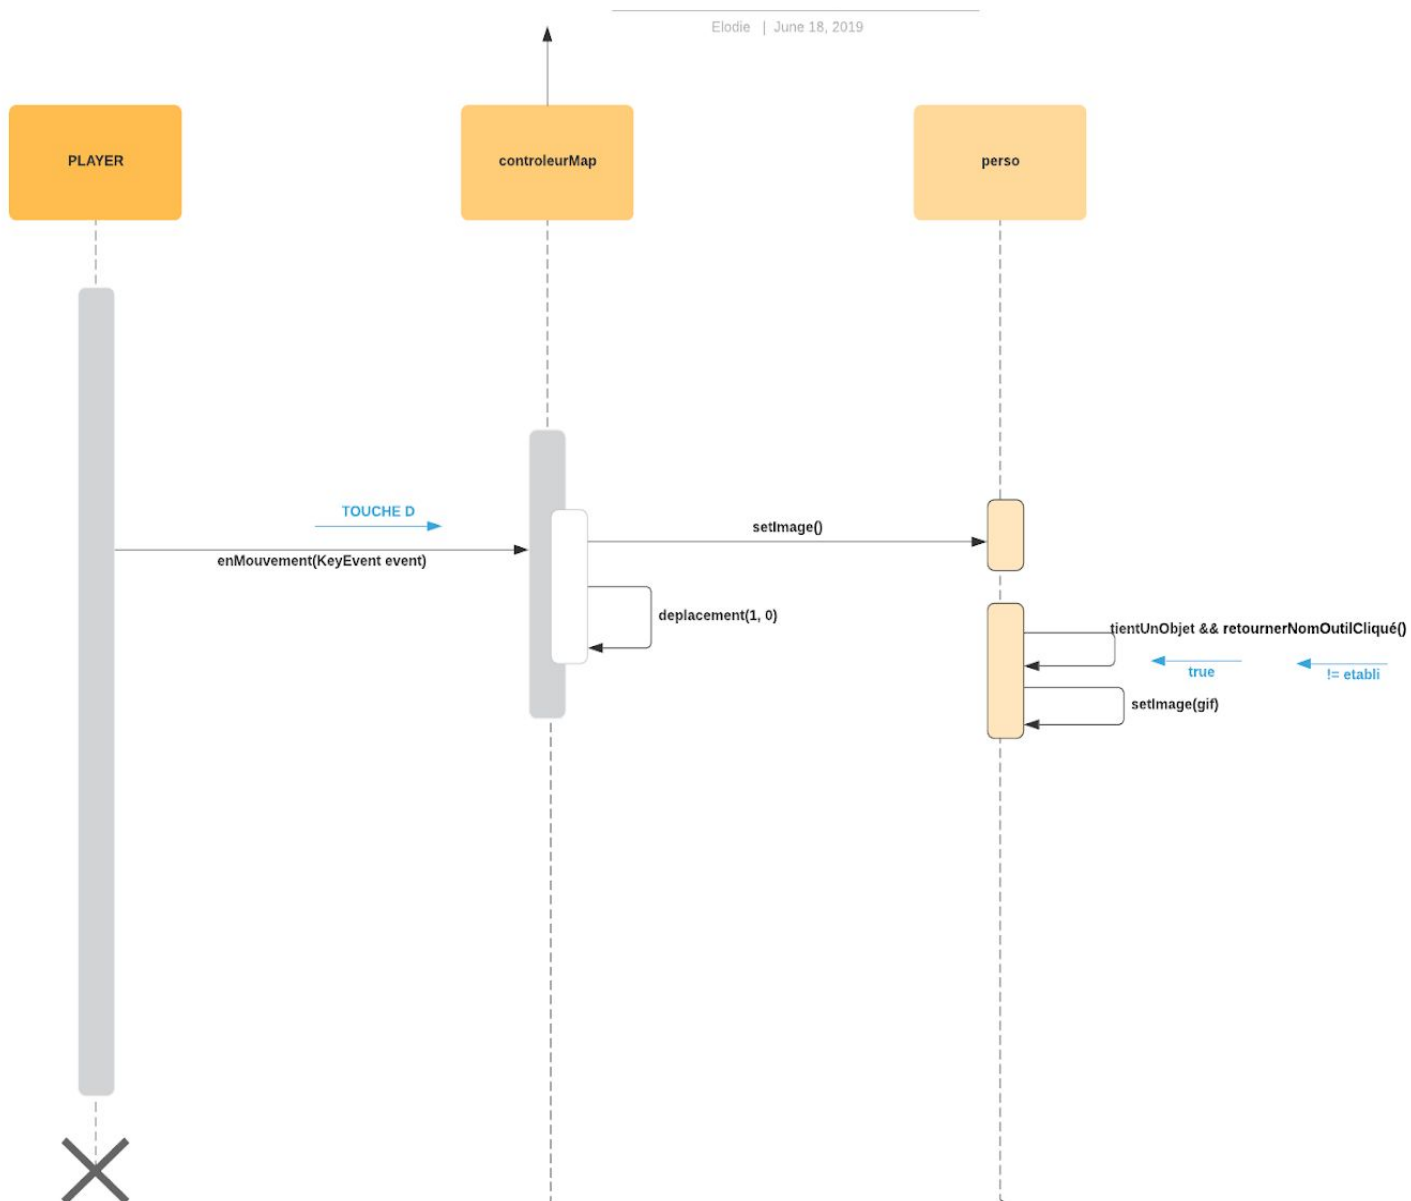 Elodie | June 18, 2019
PLAYER
controleurMap
perso
TOUCHE D
enMouvement(KeyEvent event)
setImage()
deplacement(1, 0)
tientUnObjet && retournerNomOutilCliqué()
true
!= etabli
setImage(gif)